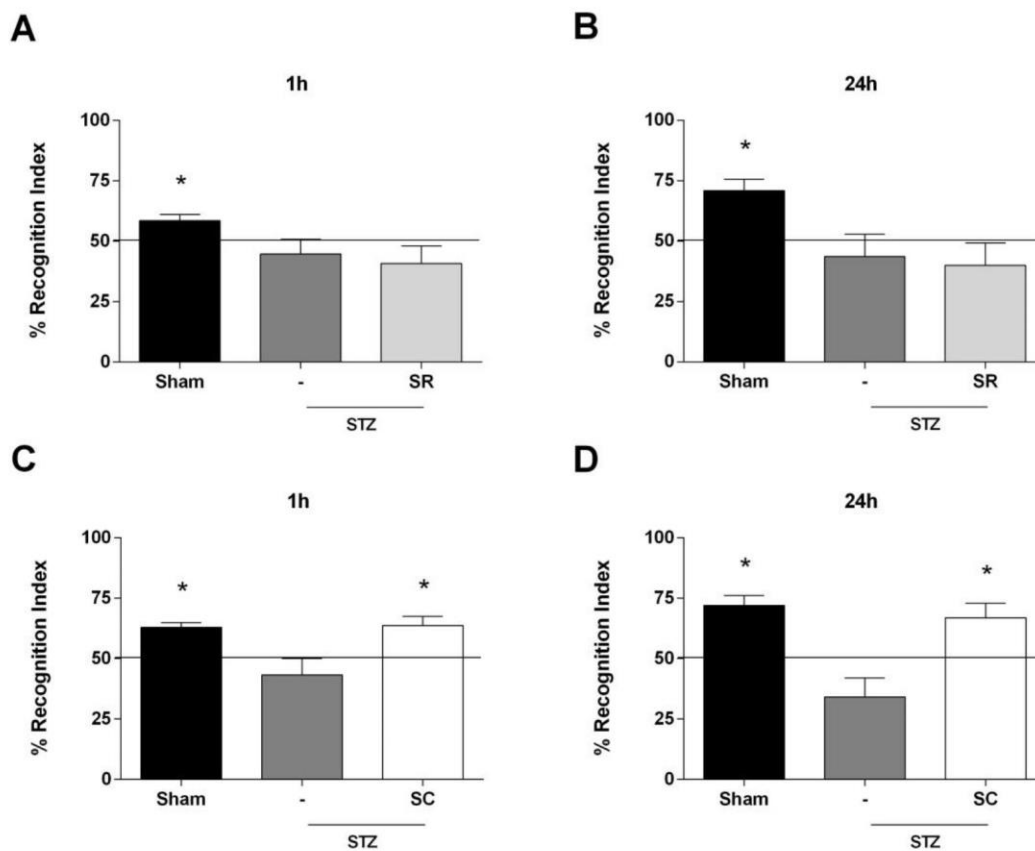 A
1h
% Recognition Index
100
75
50
25
0
*
Sham
-
SR
STZ
B
24h
% Recognition Index
100
75
50
25
0
*
Sham
-
SR
STZ
C
1h
% Recognition Index
100
75
50
25
0
*
*
Sham
-
SC
STZ
D
24h
% Recognition Index
100
75
50
25
0
*
*
Sham
-
SC
STZ